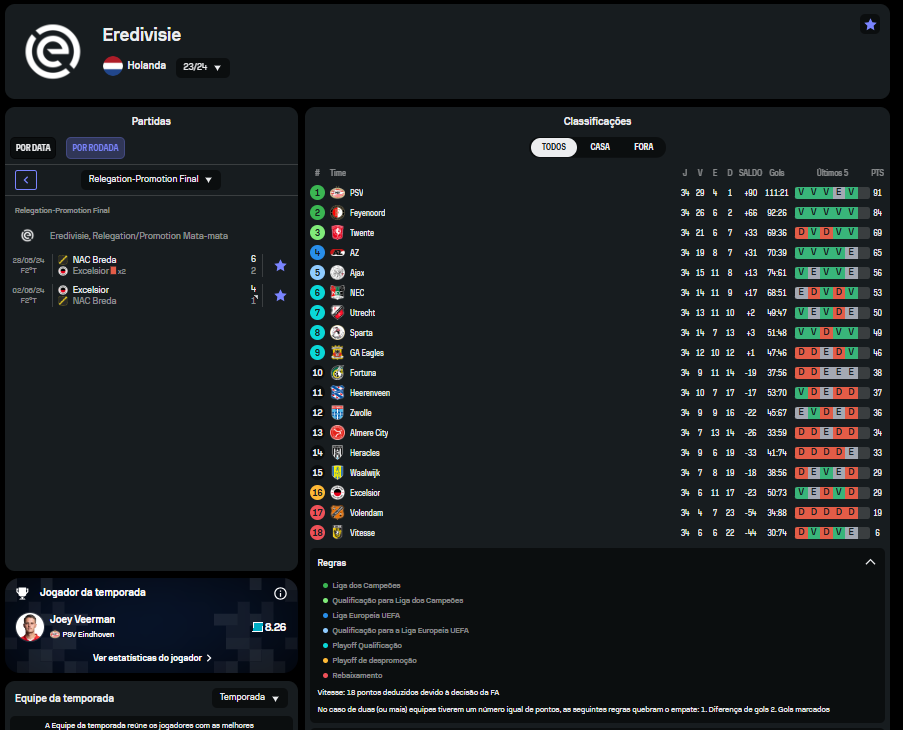 Eredivisie
Holanda 23/24
Partidas
POR DATA POR RODADA
Relegation-Promotion Final
Relegation-Promotion Final
Eredivisie, Relegation/Promotion Mata-mata
28/05/24 NAC Breda 6
F2°T Excelsior x2 2
02/06/24 Excelsior 4
F2°T NAC Breda 1
Jogador da temporada
Joey Veerman
PSV Eindhoven
8.26
Ver estatísticas do jogador
Equipe da temporada Temporada
A Equipe da temporada reúne os jogadores com as melhores
Classificações
TODOS CASA FORA
# Time J V E D SALDO Gols Últimos 5 PTS
1 PSV 34 29 4 1 +90 111:21 V V V E V 91
2 Feyenoord 34 26 6 2 +66 92:26 V V V V V 84
3 Twente 34 21 6 7 +33 69:36 D V D V V 69
4 AZ 34 19 8 7 +31 70:39 V V V V E 65
5 Ajax 34 15 11 8 +13 74:61 V E V V E 56
6 NEC 34 14 11 9 +17 68:51 E D V D V 53
7 Utrecht 34 13 11 10 +2 49:47 V E V D E 50
8 Sparta 34 14 7 13 +3 51:48 V V D V V 49
9 GA Eagles 34 12 10 12 +1 47:46 D D E D V 46
10 Fortuna 34 9 11 14 -19 37:56 D D E E E 38
11 Heerenveen 34 10 7 17 -17 53:70 V D E D D 37
12 Zwolle 34 9 9 16 -22 45:67 E V D E D 36
13 Almere City 34 7 13 14 -26 33:59 D D E D D 34
14 Heracles 34 9 6 19 -33 41:74 D D D D E 33
15 Waalwijk 34 7 8 19 -18 38:56 D E V E D 29
16 Excelsior 34 6 11 17 -23 50:73 V E D V D 29
17 Volendam 34 4 7 23 -54 34:88 D D D D D 19
18 Vitesse 34 6 6 22 -44 30:74 D V D V E 6
Regras
Liga dos Campeões
Qualificação para Liga dos Campeões
Liga Europeia UEFA
Qualificação para a Liga Europeia UEFA
Playoff Qualificação
Playoff de despromoção
Rebaixamento
Vitesse: 18 pontos deduzidos devido à decisão da FA
No caso de duas (ou mais) equipes tiverem um número igual de pontos, as seguintes regras quebram o empate: 1. Diferença de gols 2. Gols marcados